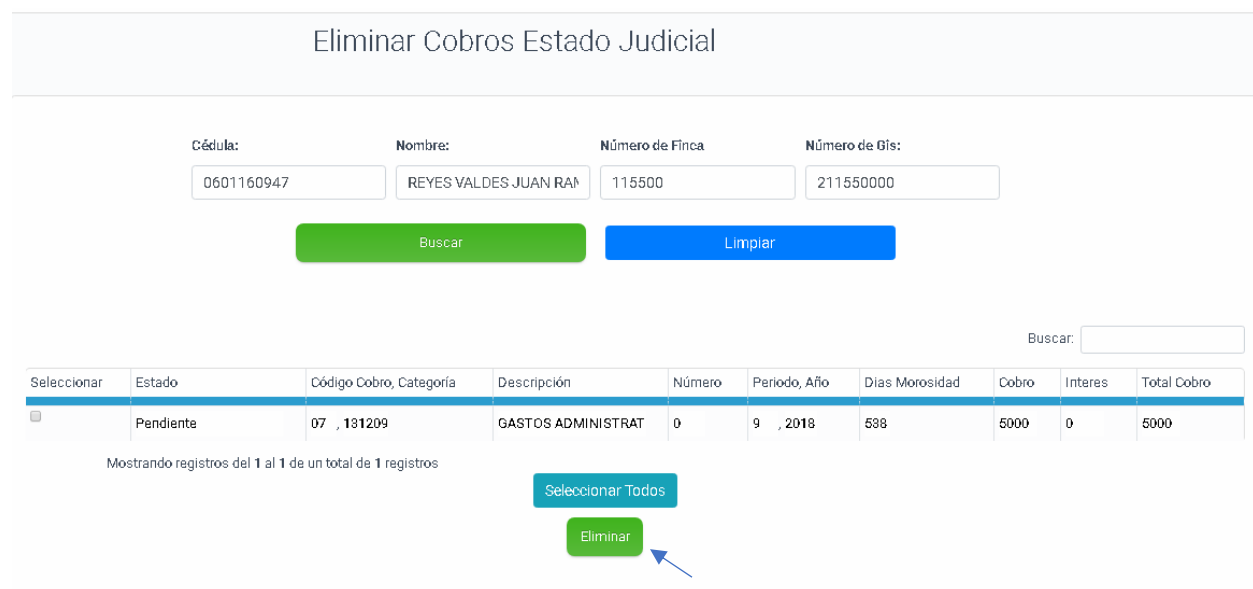 Eliminar Cobros Estado Judicial
Cédula: Nombre: Número de Finca Número de Gis:
0601160947 REYES VALDES JUAN RAM 115500 211550000
Buscar Limpiar
Buscar:
Seleccionar Estado Código Cobro, Categoría Descripción Número Periodo, Año Dias Morosidad Cobro Interes Total Cobro
Pendiente 07 , 131209 GASTOS ADMINISTRAT 0 9 , 2018 538 5000 0 5000
Mostrando registros del 1 al 1 de un total de 1 registros
Seleccionar Todos
Eliminar